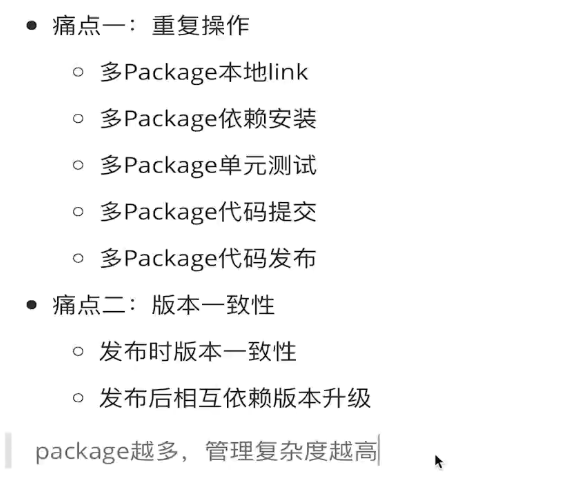 痛点一：重复操作
多Package本地link
多Package依赖安装
多Package单元测试
多Package代码提交
多Package代码发布
痛点二：版本一致性
发布时版本一致性
发布后相互依赖版本升级
package越多，管理复杂度越高